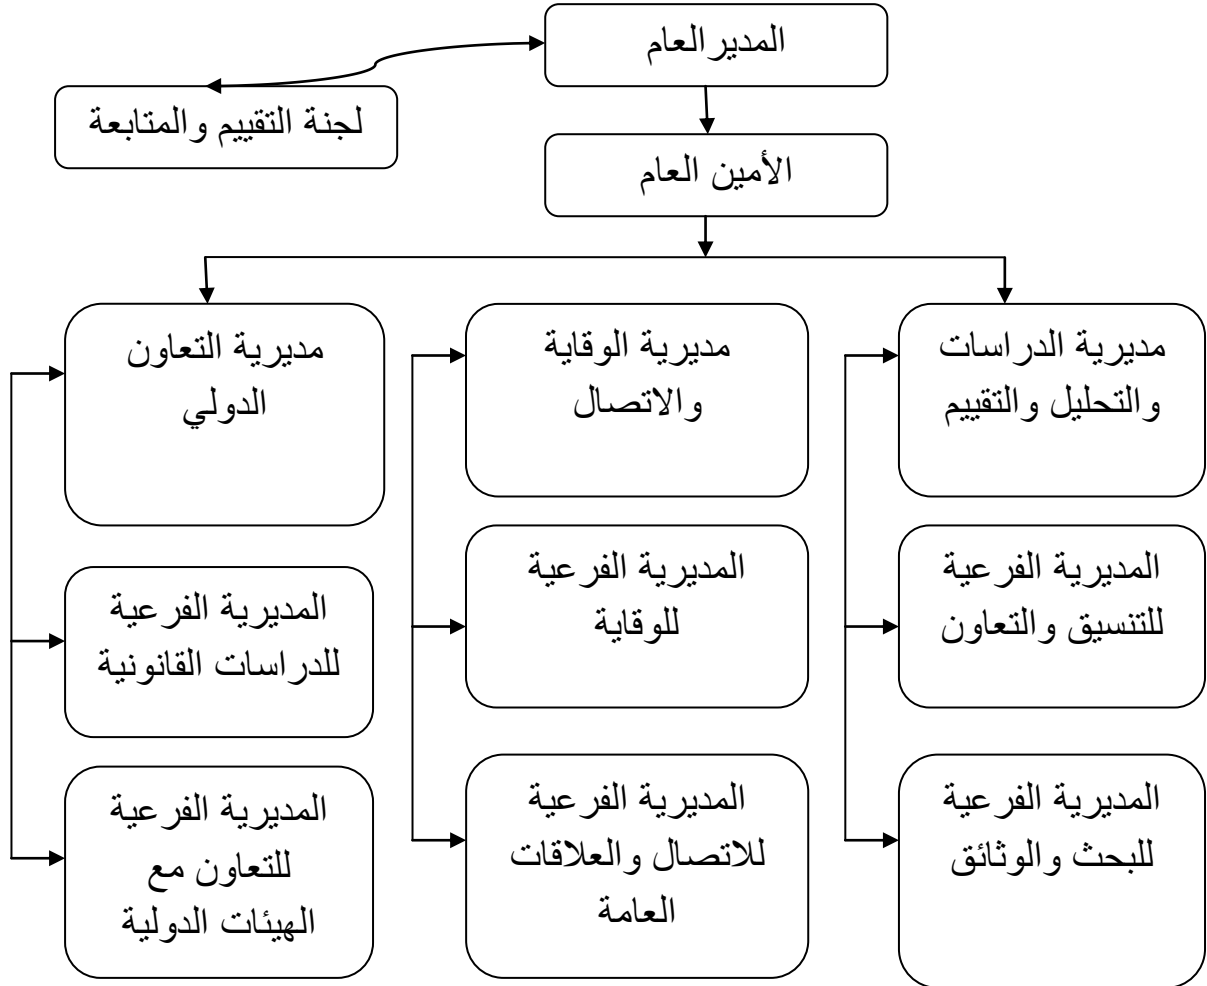 المدير العام
لجنة التقييم والمتابعة
الأمين العام
مديرية الدراسات
والتحليل والتقييم
مديرية الوقاية
والاتصال
مديرية التعاون
الدولي
المديرية الفرعية
للتنسيق والتعاون
المديرية الفرعية
للوقاية
المديرية الفرعية
للدراسات القانونية
المديرية الفرعية
للبحث والوثائق
المديرية الفرعية
للاتصال والعلاقات
العامة
المديرية الفرعية
للتعاون مع
الهيئات الدولية